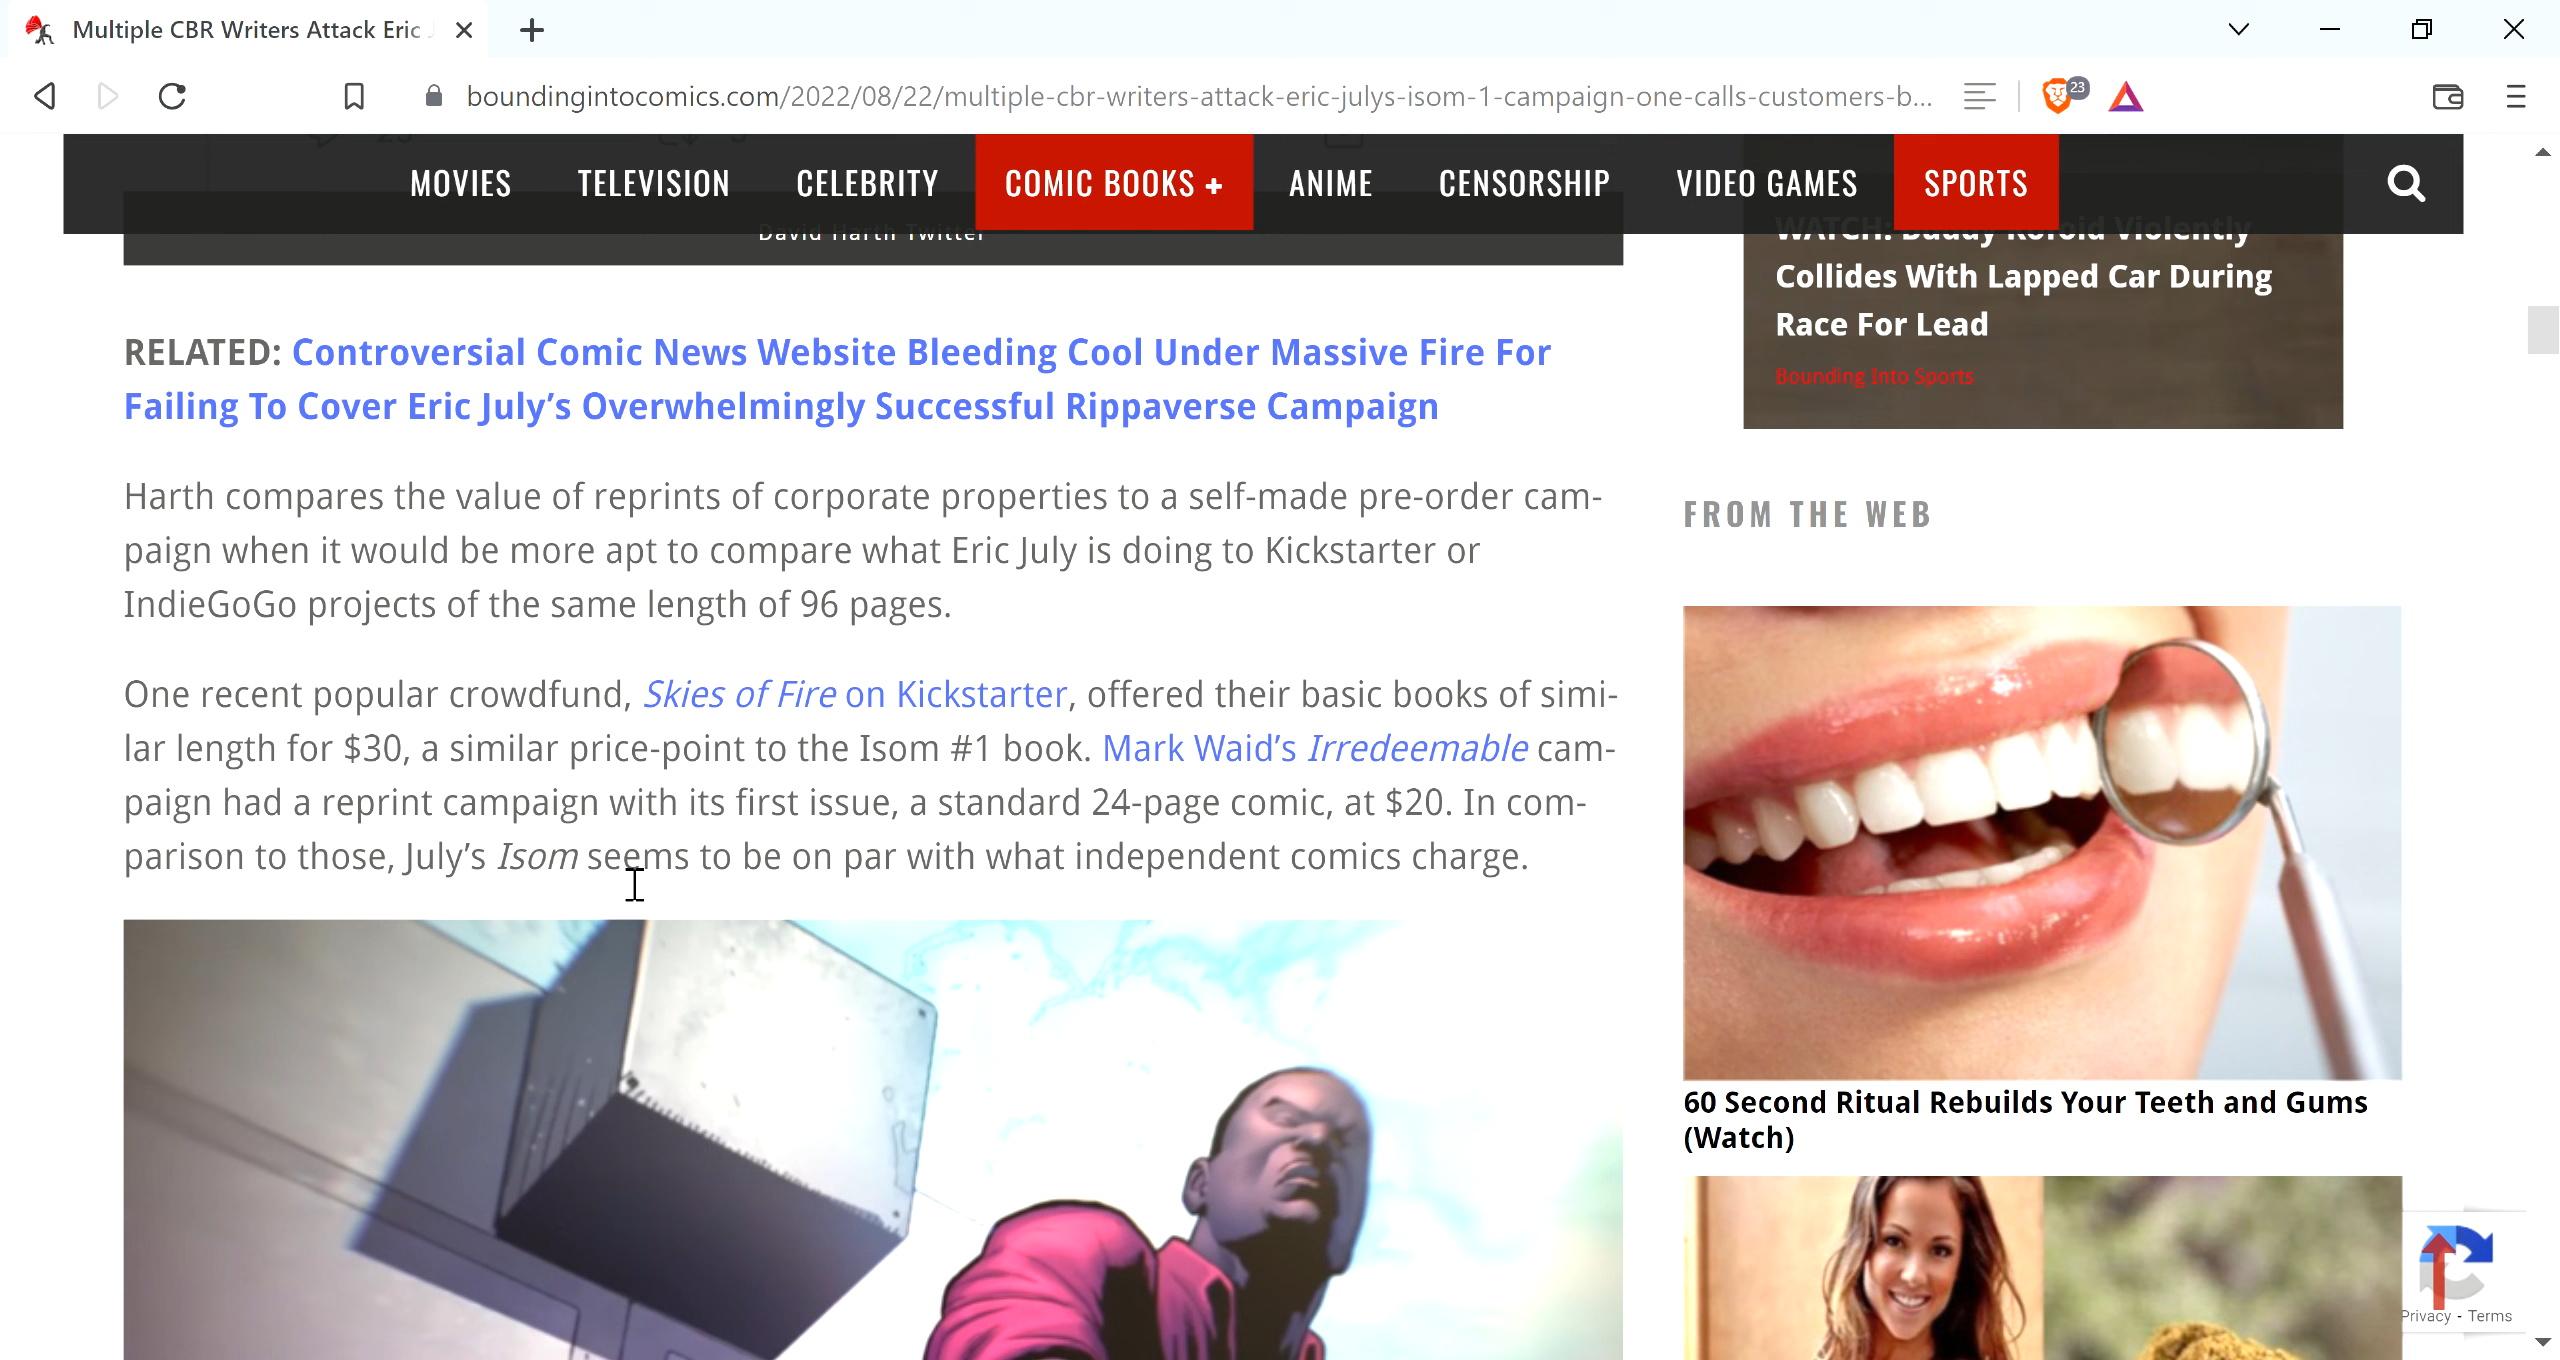 Multiple CBR Writers Attack Eric
boundingintocomics.com/2022/08/22/multiple-cbr-writers-attack-eric-julys-isom-1-campaign-one-calls-customers-b...
23
MOVIES TELEVISION CELEBRITY COMIC BOOKS + ANIME CENSORSHIP VIDEO GAMES SPORTS
David Harth Twitter
RELATED: Controversial Comic News Website Bleeding Cool Under Massive Fire For
Failing To Cover Eric July’s Overwhelmingly Successful Rippaverse Campaign
Harth compares the value of reprints of corporate properties to a self-made pre-order cam-
paign when it would be more apt to compare what Eric July is doing to Kickstarter or
IndieGoGo projects of the same length of 96 pages.
One recent popular crowdfund, Skies of Fire on Kickstarter, offered their basic books of simi-
lar length for $30, a similar price-point to the Isom #1 book. Mark Waid’s Irredeemable cam-
paign had a reprint campaign with its first issue, a standard 24-page comic, at $20. In com-
parison to those, July’s Isom seems to be on par with what independent comics charge.
WATCH: Buddy Kofoid Violently
Collides With Lapped Car During
Race For Lead
Bounding Into Sports
FROM THE WEB
60 Second Ritual Rebuilds Your Teeth and Gums
(Watch)
Privacy - Terms